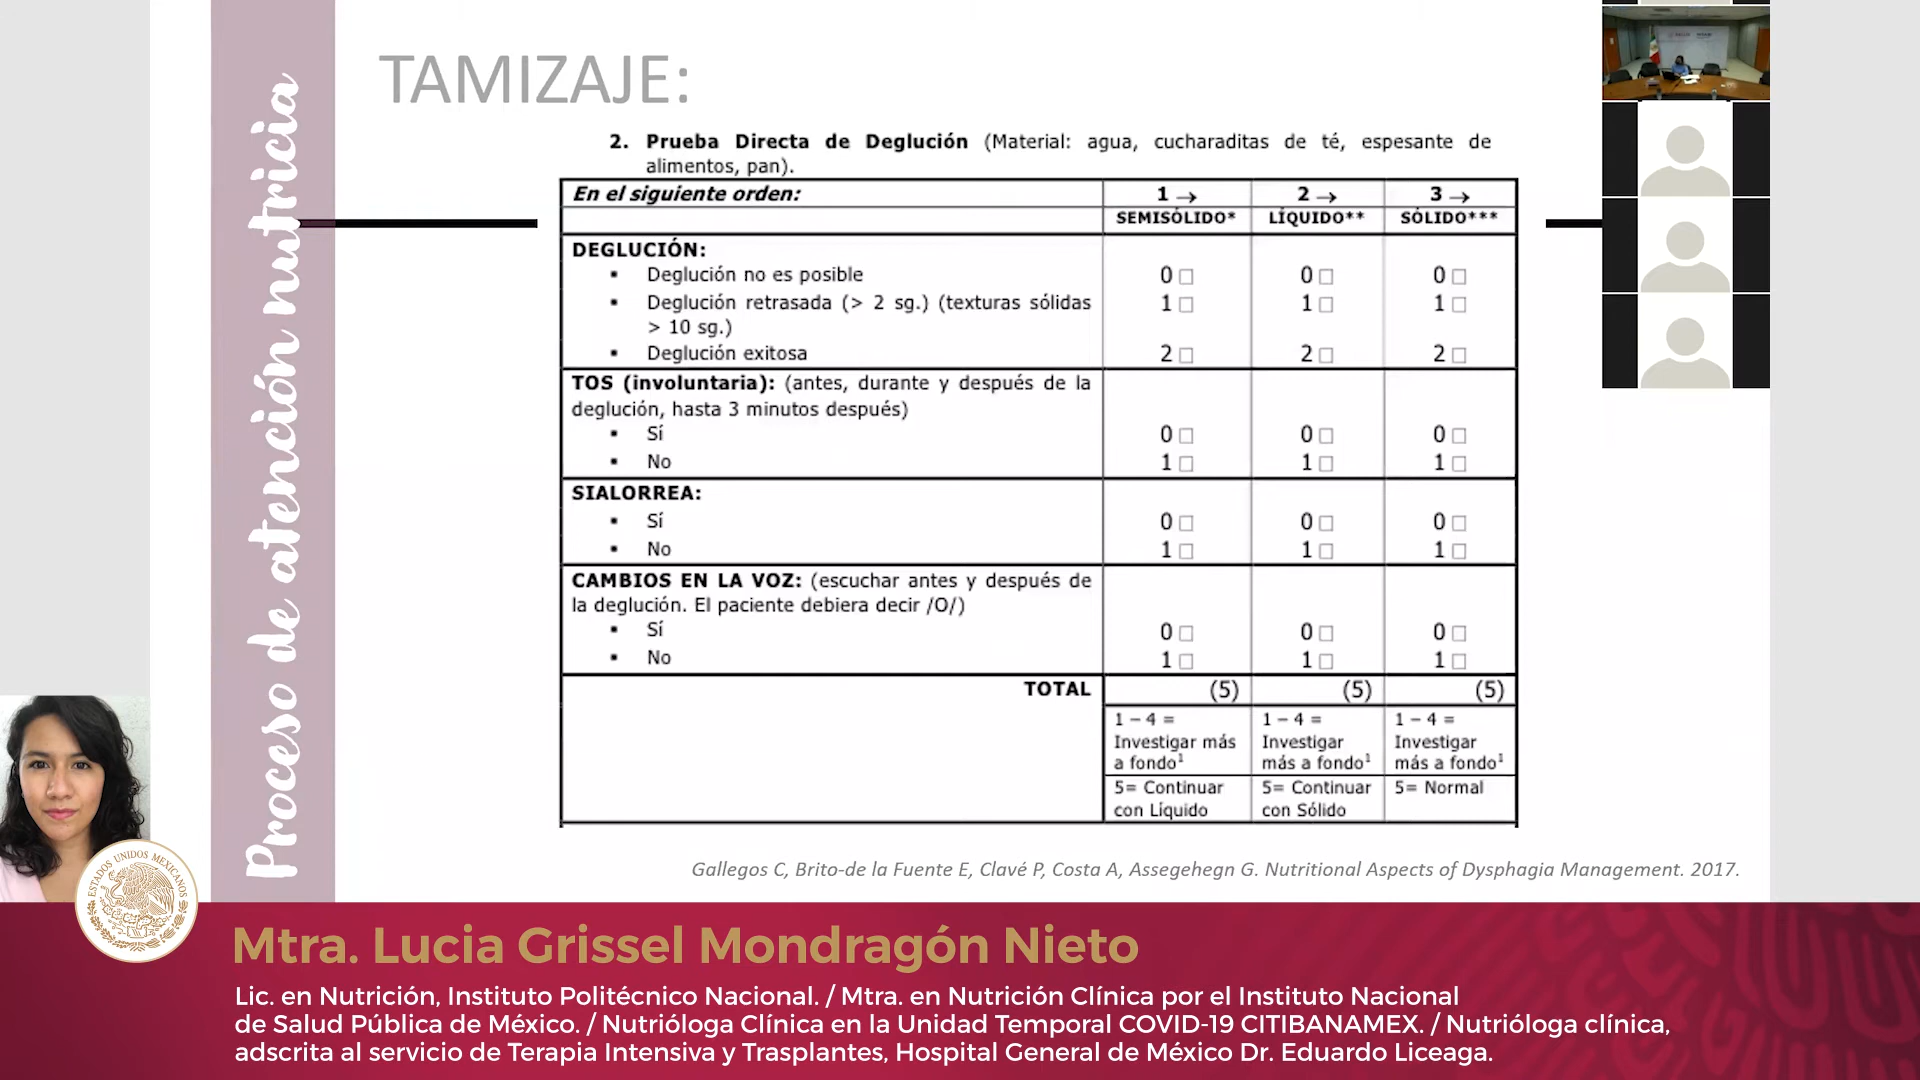 TAMIZAJE:
Proceso de atención nutricia
2. Prueba Directa de Deglución (Material: agua, cucharaditas de té, espesante de
alimentos, pan).
En el siguiente orden: 1 → 2 → 3 →
SEMISÓLIDO* LÍQUIDO** SÓLIDO***
DEGLUCIÓN:
▪ Deglución no es posible 0 □ 0 □ 0 □
▪ Deglución retrasada (> 2 sg.) (texturas sólidas 1 □ 1 □ 1 □
> 10 sg.)
▪ Deglución exitosa 2 □ 2 □ 2 □
TOS (involuntaria): (antes, durante y después de la
deglución, hasta 3 minutos después)
▪ Sí 0 □ 0 □ 0 □
▪ No 1 □ 1 □ 1 □
SIALORREA:
▪ Sí 0 □ 0 □ 0 □
▪ No 1 □ 1 □ 1 □
CAMBIOS EN LA VOZ: (escuchar antes y después de
la deglución. El paciente debiera decir /O/)
▪ Sí 0 □ 0 □ 0 □
▪ No 1 □ 1 □ 1 □
TOTAL (5) (5) (5)
1 – 4 = 1 – 4 = 1 – 4 =
Investigar más Investigar Investigar
a fondo¹ más a fondo¹ más a fondo¹
5= Continuar 5= Continuar 5= Normal
con Líquido con Sólido
Gallegos C, Brito-de la Fuente E, Clavé P, Costa A, Assegehegn G. Nutritional Aspects of Dysphagia Management. 2017.
ESTADOS UNIDOS MEXICANOS
Mtra. Lucia Grissel Mondragón Nieto
Lic. en Nutrición, Instituto Politécnico Nacional. / Mtra. en Nutrición Clínica por el Instituto Nacional
de Salud Pública de México. / Nutrióloga Clínica en la Unidad Temporal COVID-19 CITIBANAMEX. / Nutrióloga clínica,
adscrita al servicio de Terapia Intensiva y Trasplantes, Hospital General de México Dr. Eduardo Liceaga.